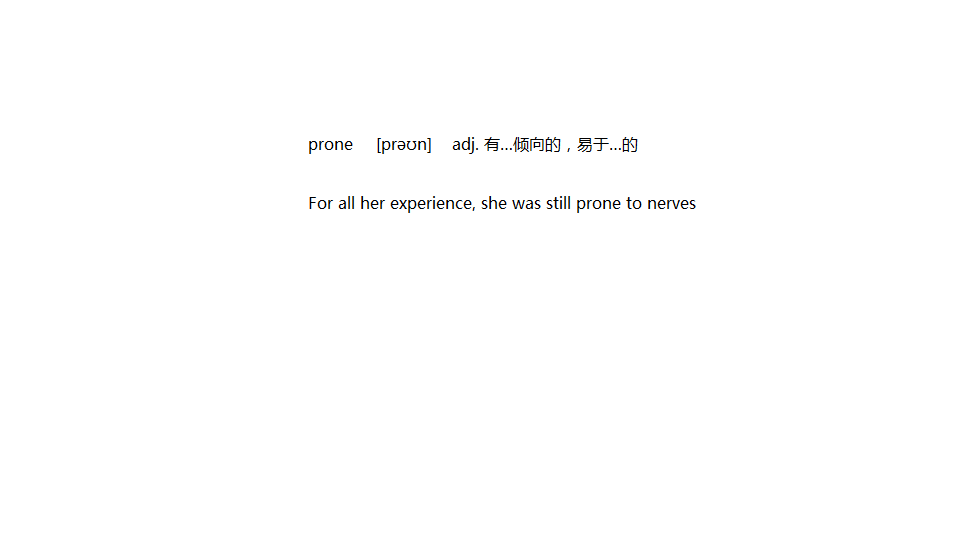 prone [prəʊn] adj. 有…倾向的，易于…的
For all her experience, she was still prone to nerves